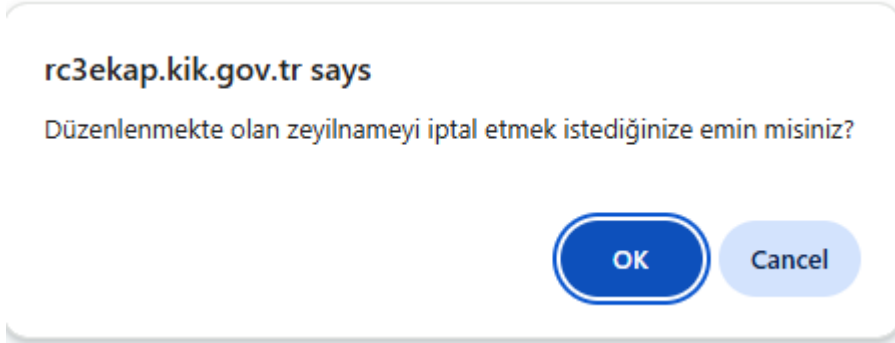 rc3ekap.kik.gov.tr says
Düzenlenmekte olan zeyilnameyi iptal etmek istediğinize emin misiniz?
OK
Cancel